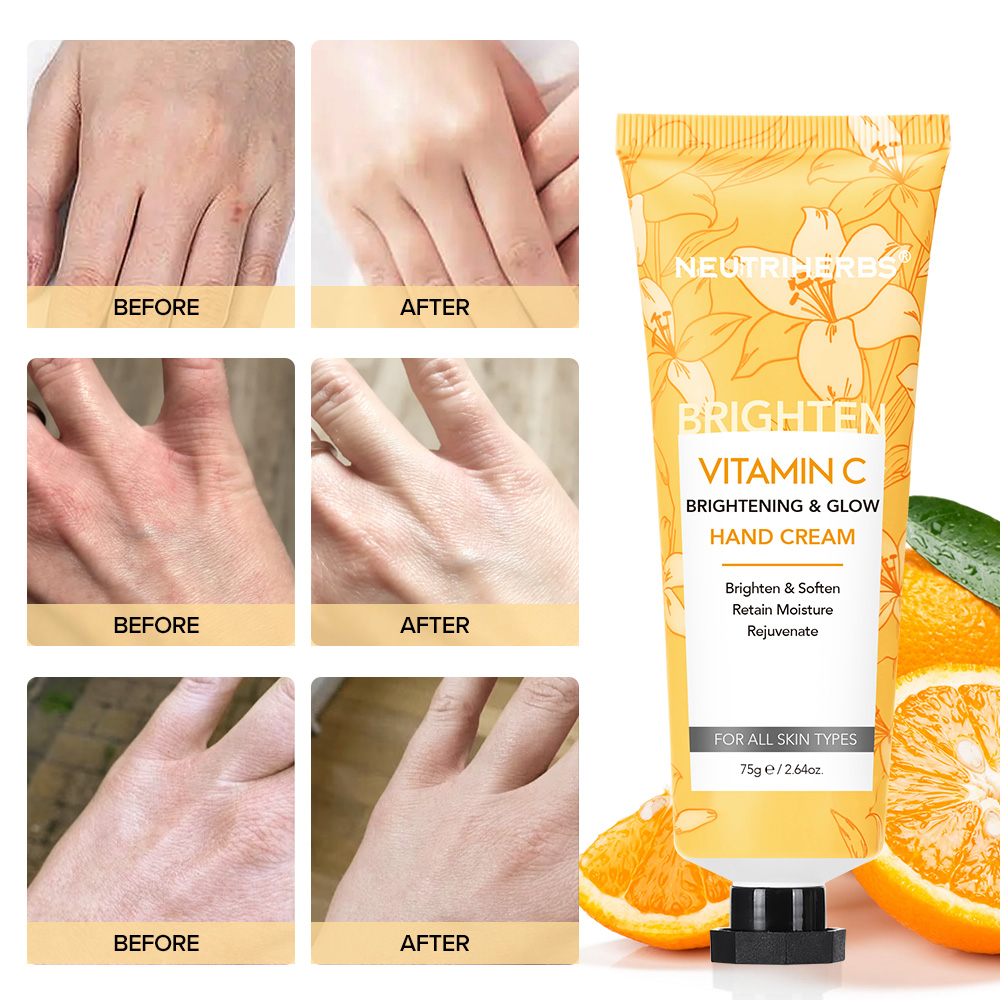 BEFORE
AFTER
BEFORE
AFTER
BEFORE
AFTER
NEUTRIHERBS®
BRIGHTEN
VITAMIN C
BRIGHTENING & GLOW
HAND CREAM
Brighten & Soften
Retain Moisture
Rejuvenate
FOR ALL SKIN TYPES
75g ℮ / 2.64oz.